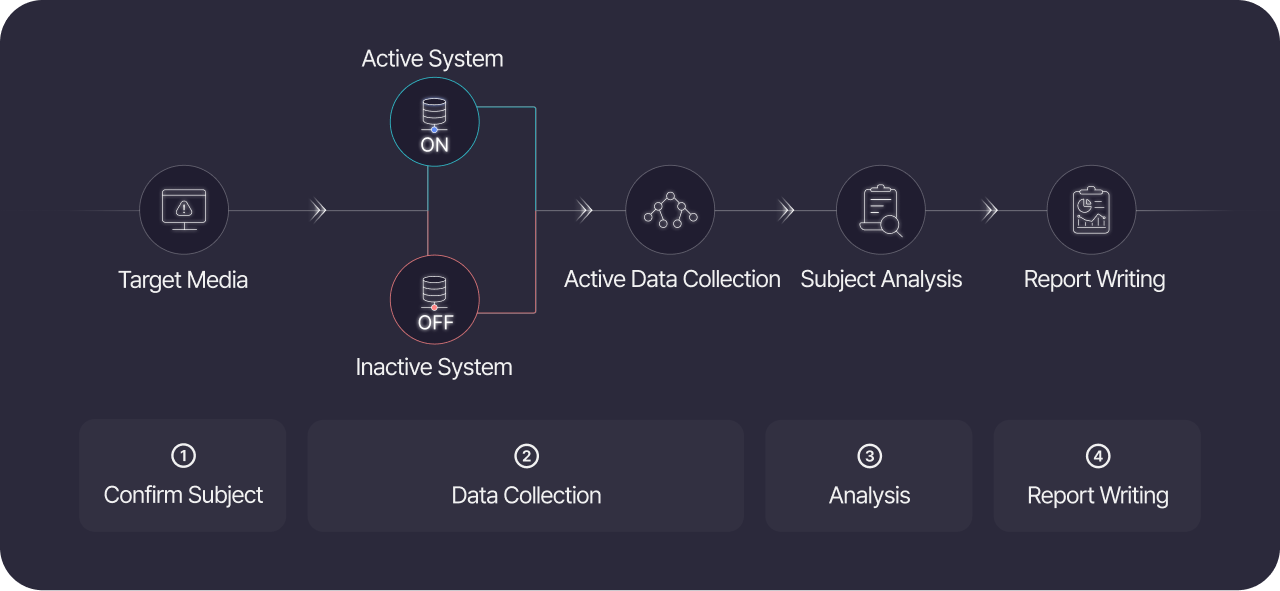 Active System
ON
Target Media
OFF
Inactive System
Active Data Collection
Subject Analysis
Report Writing
1
Confirm Subject
2
Data Collection
3
Analysis
4
Report Writing